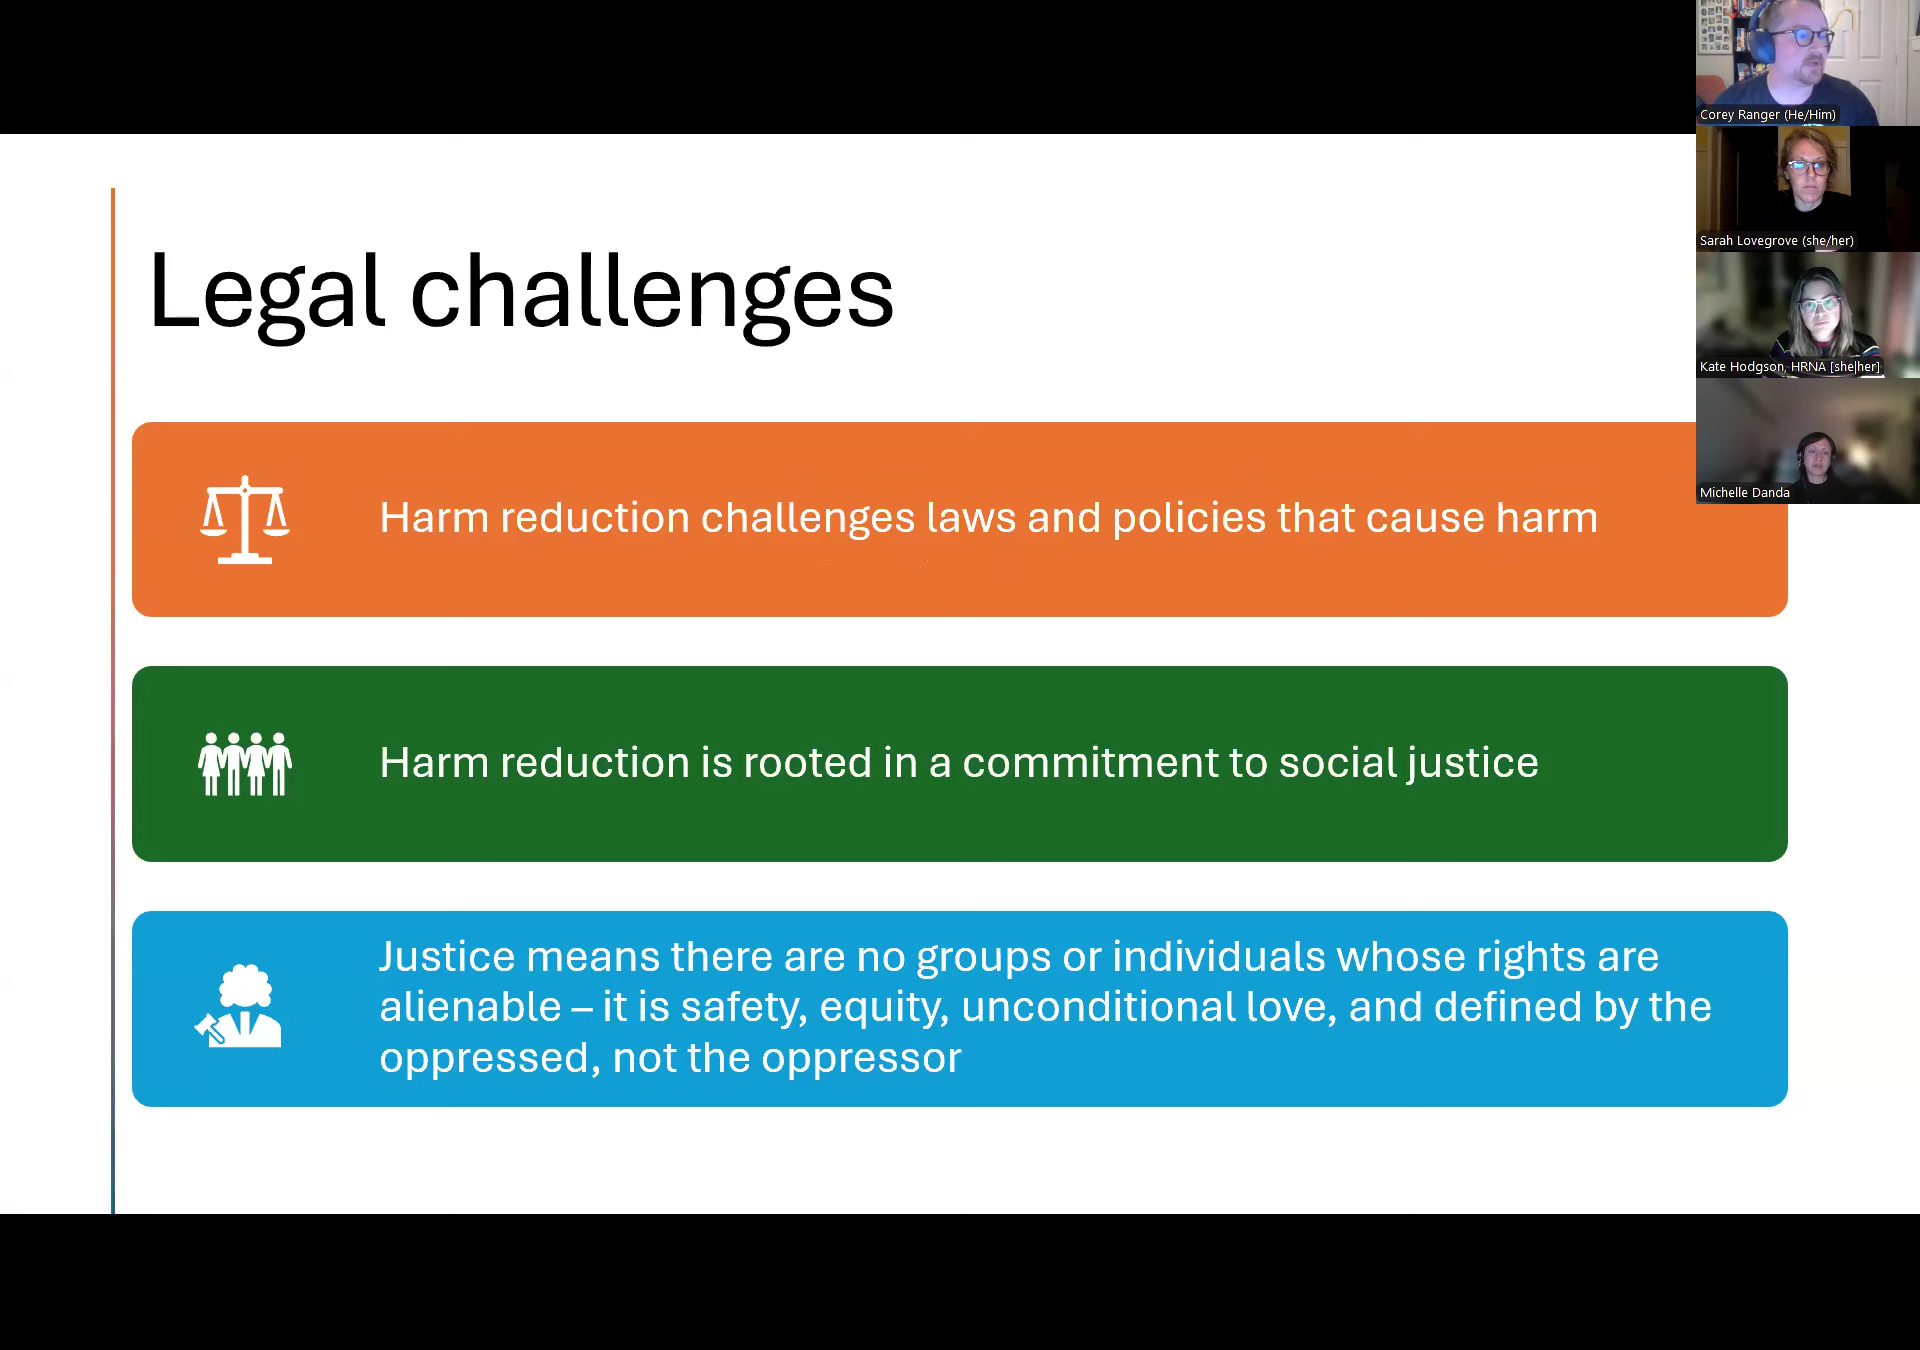 Legal challenges
Harm reduction challenges laws and policies that cause harm
Harm reduction is rooted in a commitment to social justice
Justice means there are no groups or individuals whose rights are
alienable – it is safety, equity, unconditional love, and defined by the
oppressed, not the oppressor
Corey Ranger (He/Him)
Sarah Lovegrove (she/her)
Kate Hodgson, HRNA [she|her]
Michelle Danda